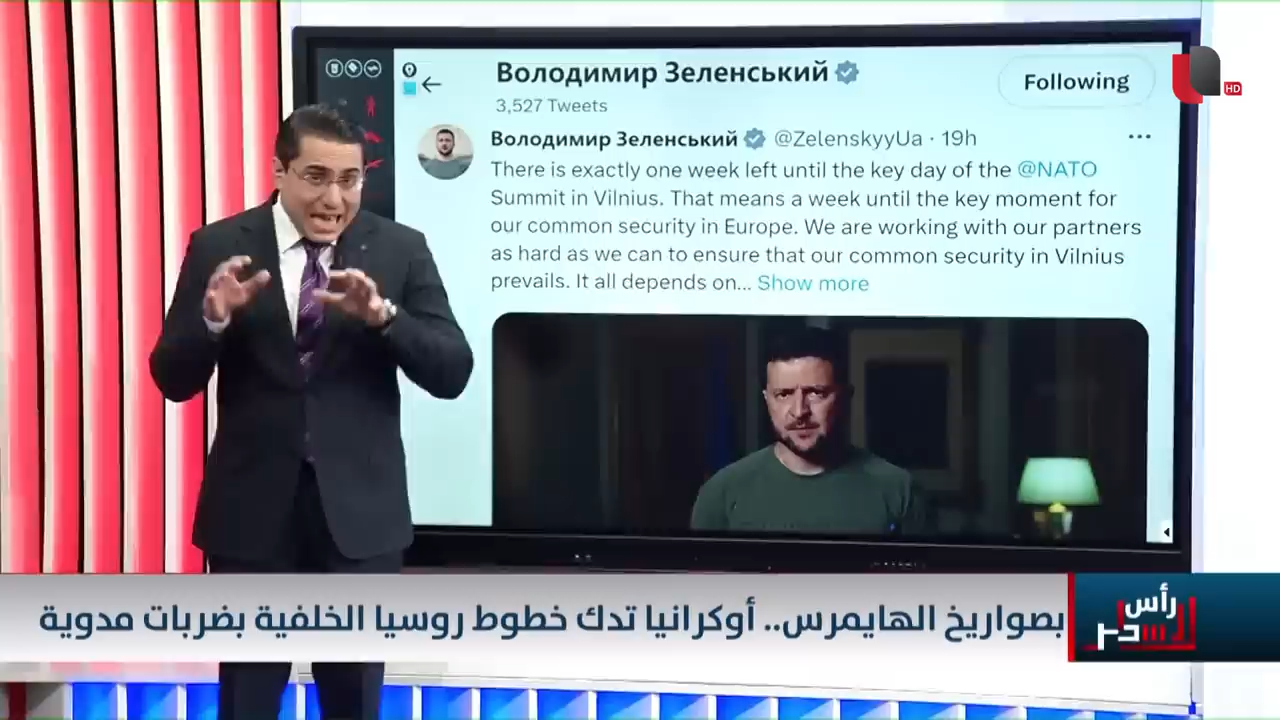 Володимир Зеленський
Following
3,527 Tweets
Володимир Зеленський @ZelenskyyUa · 19h
There is exactly one week left until the key day of the @NATO
Summit in Vilnius. That means a week until the key moment for
our common security in Europe. We are working with our partners
as hard as we can to ensure that our common security in Vilnius
prevails. It all depends on... Show more
HD
بصواريخ الهايمرس.. أوكرانيا تدك خطوط روسيا الخلفية بضربات مدوية
رأس
السطر